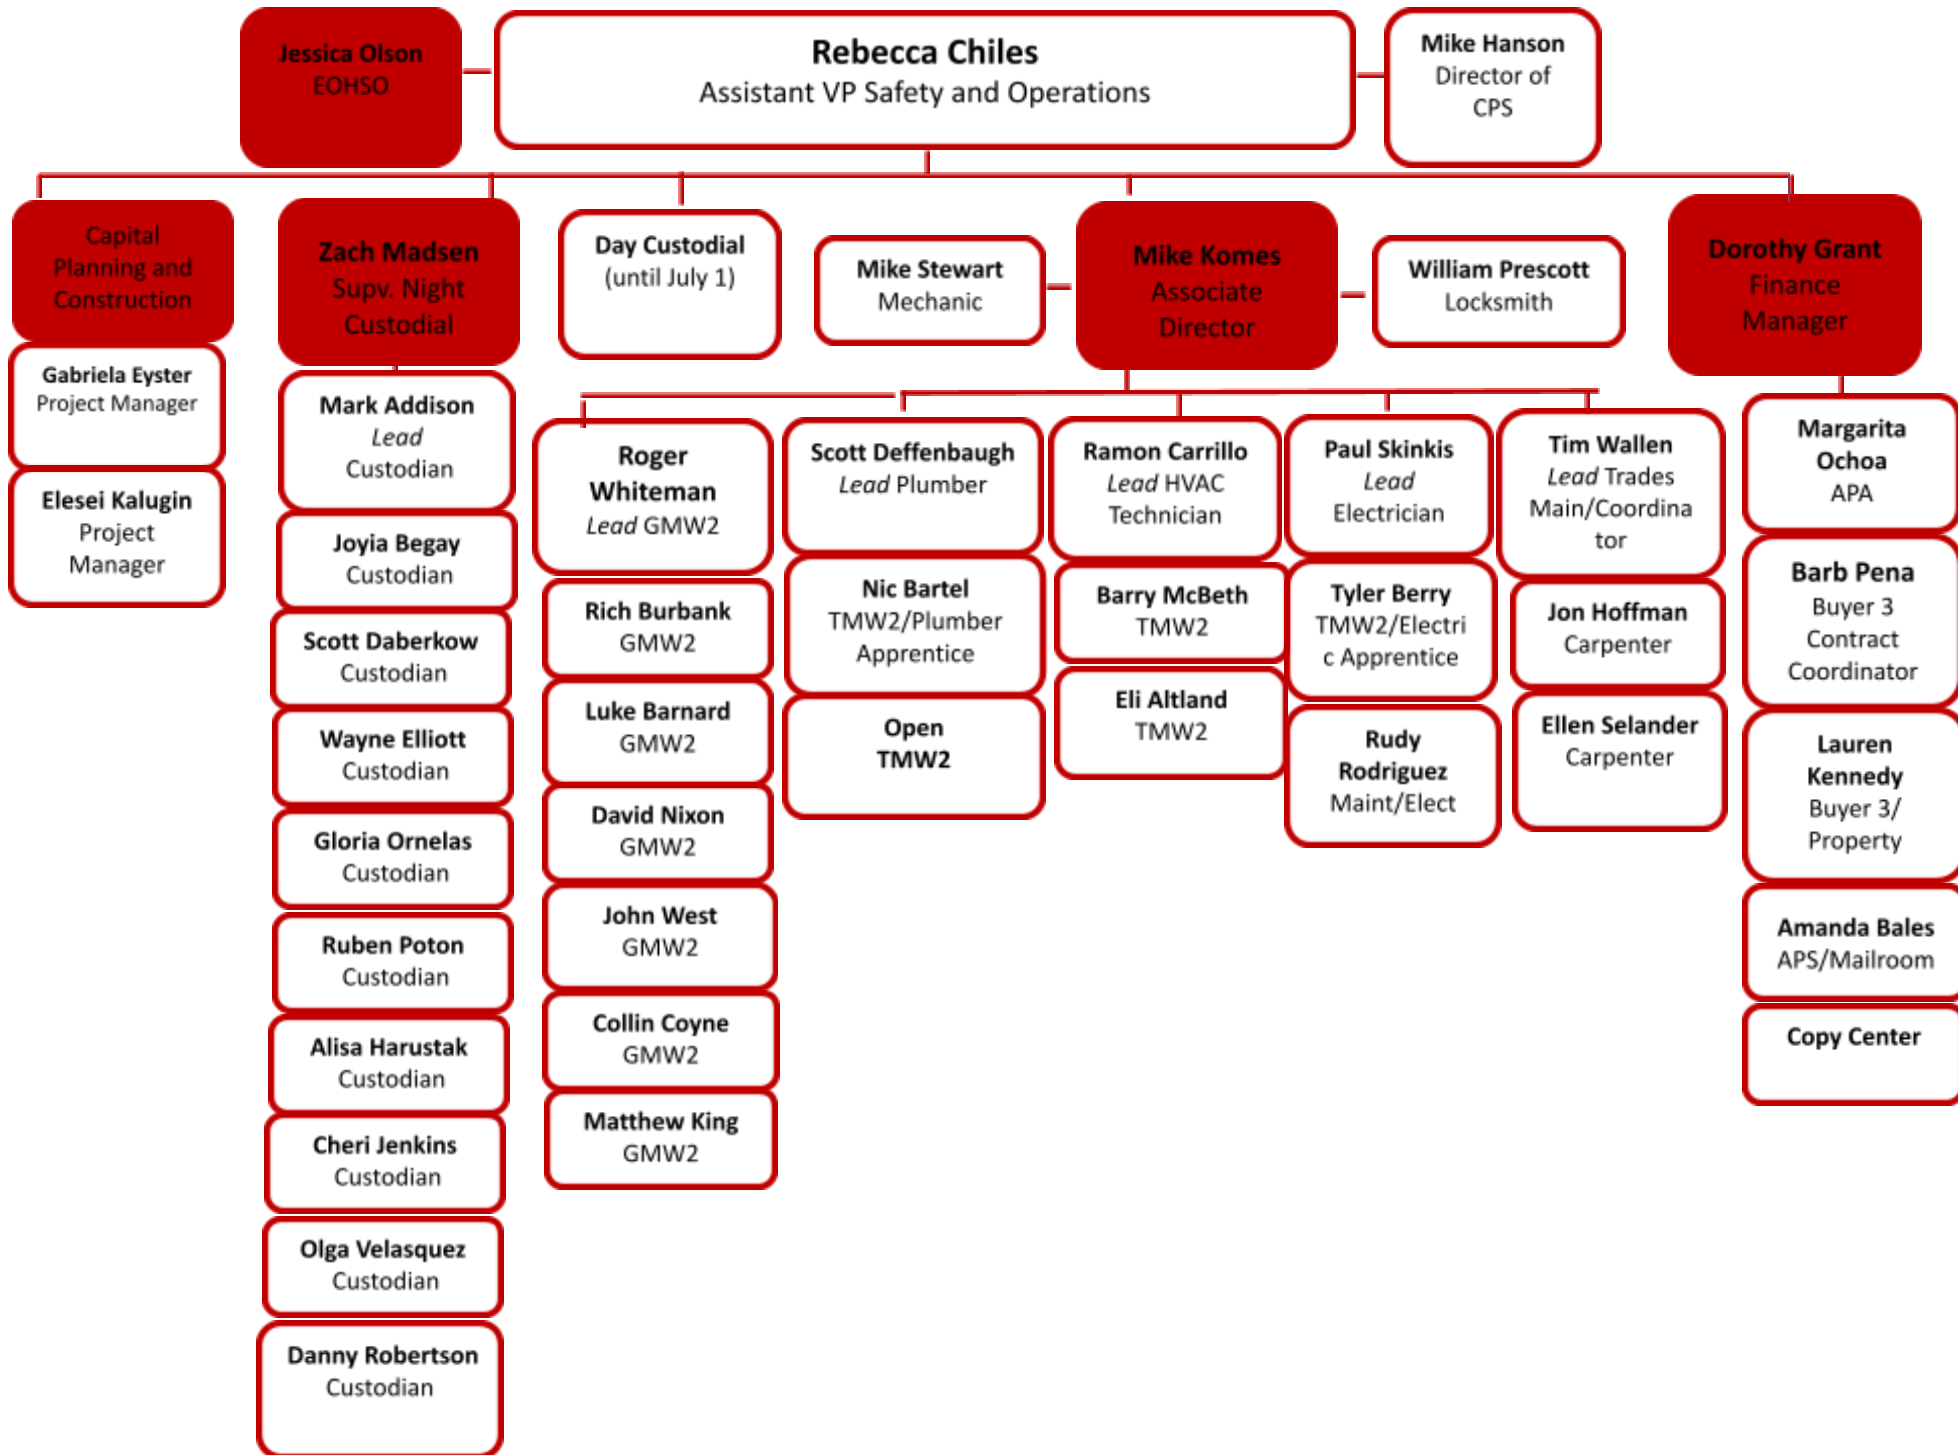 Jessica Olson
EOHSO
Rebecca Chiles
Assistant VP Safety and Operations
Mike Hanson
Director of
CPS
Capital
Planning and
Construction
Gabriela Eyster
Project Manager
Elesei Kalugin
Project
Manager
Zach Madsen
Supv. Night
Custodial
Mark Addison
Lead
Custodian
Joyia Begay
Custodian
Scott Daberkow
Custodian
Wayne Elliott
Custodian
Gloria Ornelas
Custodian
Ruben Poton
Custodian
Alisa Harustak
Custodian
Cheri Jenkins
Custodian
Olga Velasquez
Custodian
Danny Robertson
Custodian
Day Custodial
(until July 1)
Mike Stewart
Mechanic
Mike Komes
Associate
Director
William Prescott
Locksmith
Roger
Whiteman
Lead GMW2
Rich Burbank
GMW2
Luke Barnard
GMW2
David Nixon
GMW2
John West
GMW2
Collin Coyne
GMW2
Matthew King
GMW2
Scott Deffenbaugh
Lead Plumber
Nic Bartel
TMW2/Plumber
Apprentice
Open
TMW2
Ramon Carrillo
Lead HVAC
Technician
Barry McBeth
TMW2
Eli Altland
TMW2
Paul Skinkis
Lead
Electrician
Tyler Berry
TMW2/Electri
c Apprentice
Rudy
Rodriguez
Maint/Elect
Tim Wallen
Lead Trades
Main/Coordina
tor
Jon Hoffman
Carpenter
Ellen Selander
Carpenter
Dorothy Grant
Finance
Manager
Margarita
Ochoa
APA
Barb Pena
Buyer 3
Contract
Coordinator
Lauren
Kennedy
Buyer 3/
Property
Amanda Bales
APS/Mailroom
Copy Center